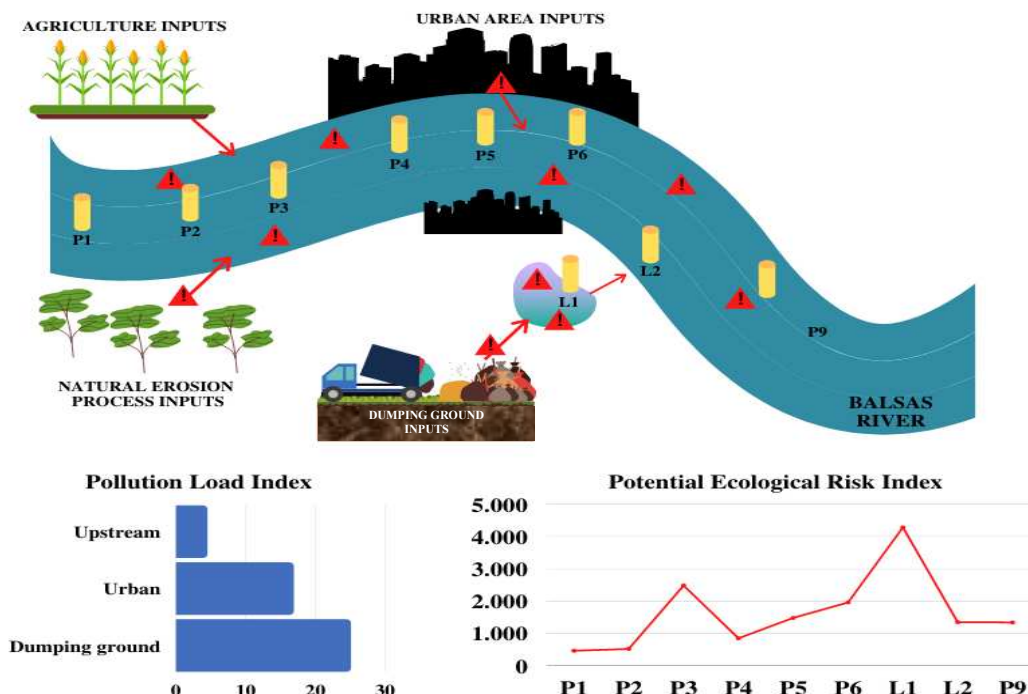 AGRICULTURE INPUTS
URBAN AREA INPUTS
!
!
!
!
!
!
!
!
!
!
!
!
P1
P2
P3
P4
P5
P6
L1
L2
P9
NATURAL EROSION
PROCESS INPUTS
DUMPING GROUND
INPUTS
BALSAS
RIVER
Pollution Load Index
Upstream
Urban
Dumping ground
0 10 20 30
Potential Ecological Risk Index
5.000
4.000
3.000
2.000
1.000
0
P1 P2 P3 P4 P5 P6 L1 L2 P9